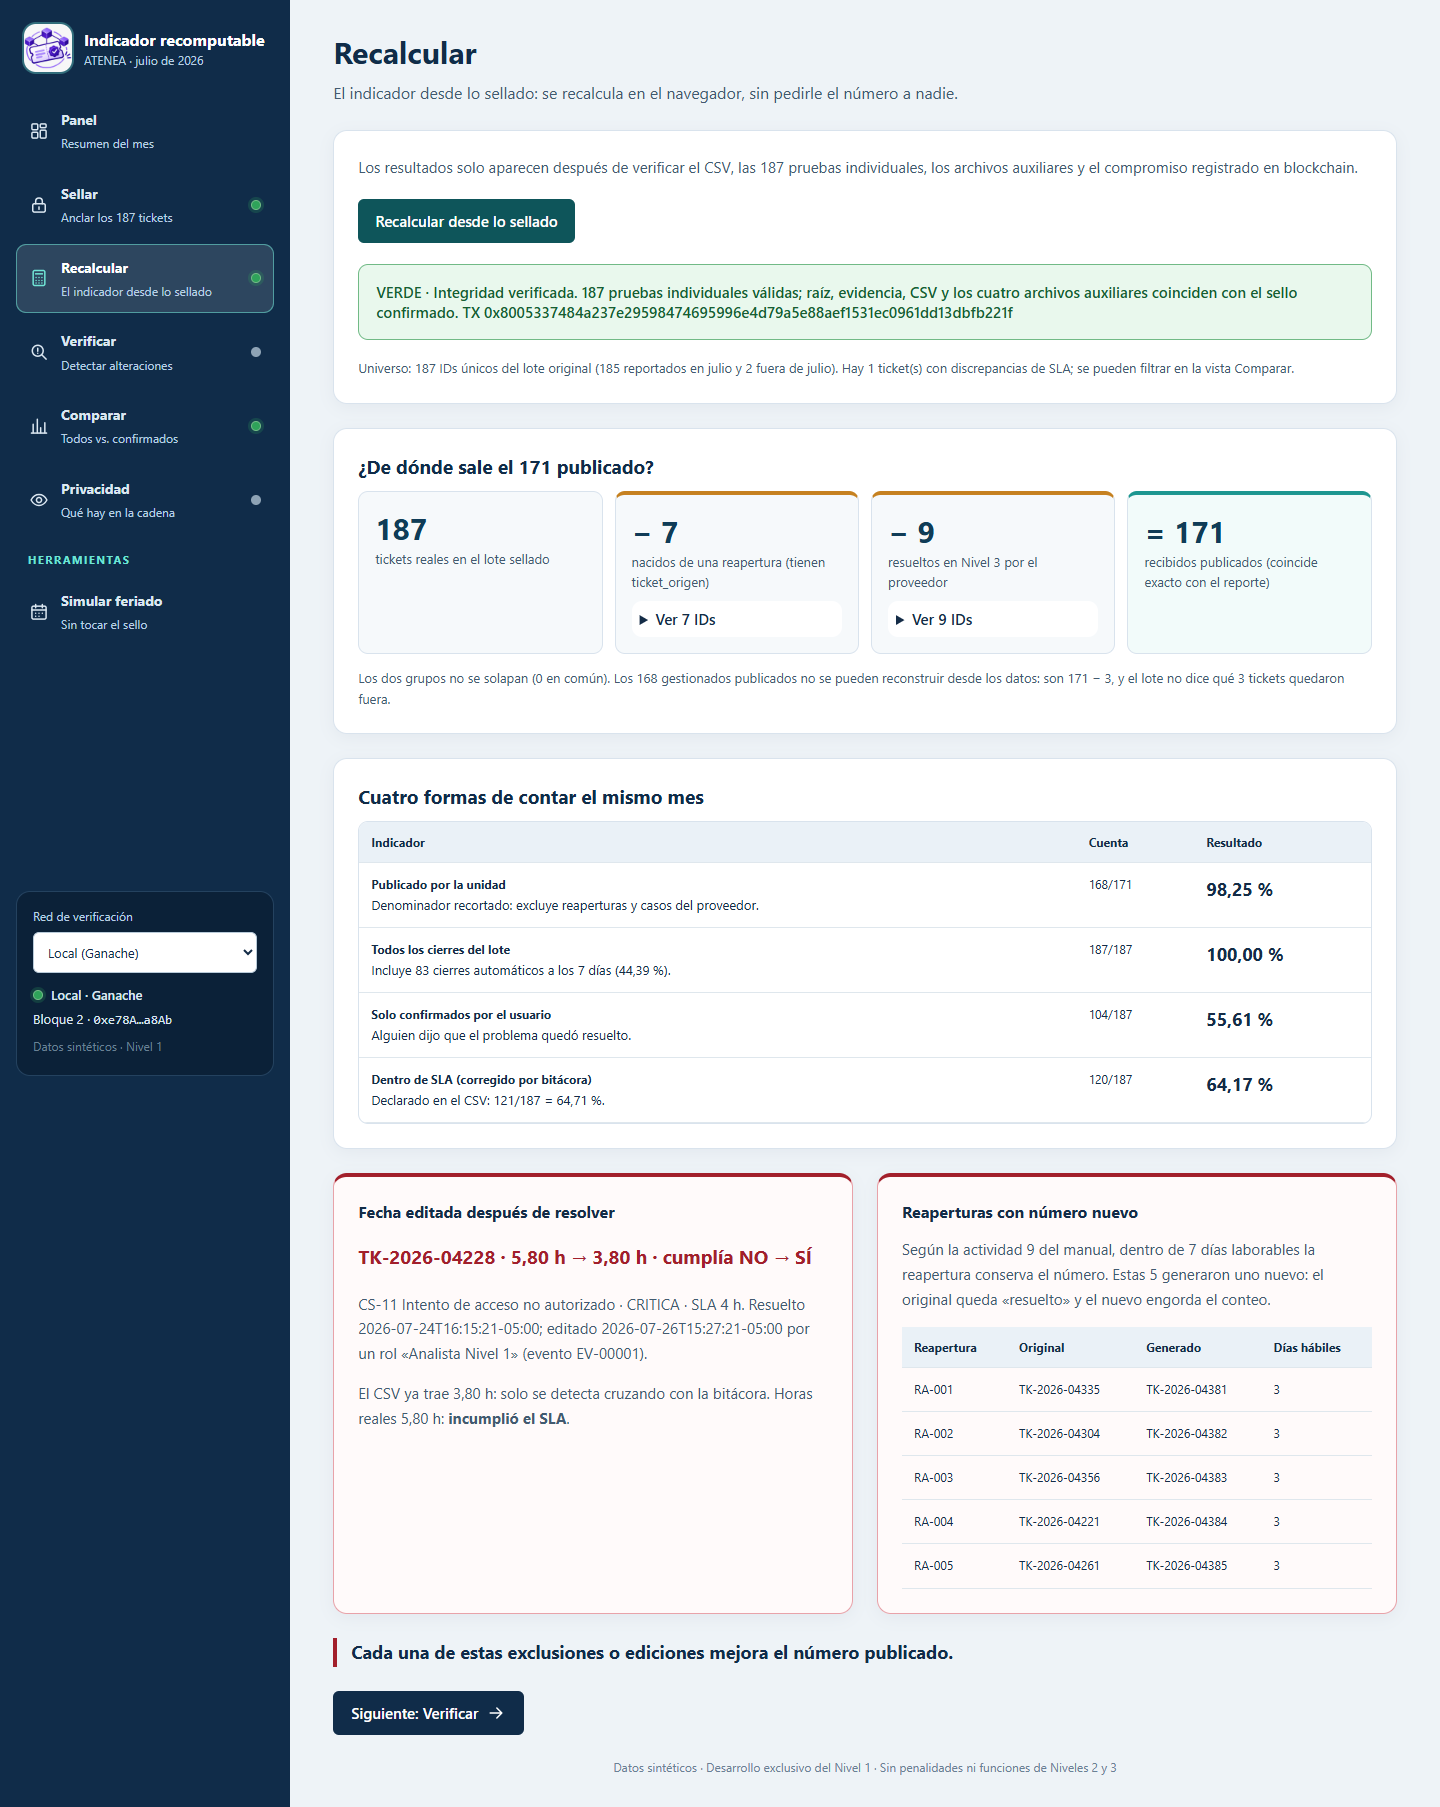 Indicador recomputable
ATENEA · julio de 2026
Panel
Resumen del mes
Sellar
Anclar los 187 tickets
Recalcular
El indicador desde lo sellado
Verificar
Detectar alteraciones
Comparar
Todos vs. confirmados
Privacidad
Qué hay en la cadena
HERRAMIENTAS
Simular feriado
Sin tocar el sello
Red de verificación
Local (Ganache)
Local · Ganache
Bloque 2 · 0xe78A…a8Ab
Datos sintéticos · Nivel 1
Recalcular
El indicador desde lo sellado: se recalcula en el navegador, sin pedirle el número a nadie.
Los resultados solo aparecen después de verificar el CSV, las 187 pruebas individuales, los archivos auxiliares y el compromiso registrado en blockchain.
Recalcular desde lo sellado
VERDE · Integridad verificada. 187 pruebas individuales válidas; raíz, evidencia, CSV y los cuatro archivos auxiliares coinciden con el sello
confirmado. TX 0x8005337484a237e29598474695996e4d79a5e88aef1531ec0961dd13dbfb221f
Universo: 187 IDs únicos del lote original (185 reportados en julio y 2 fuera de julio). Hay 1 ticket(s) con discrepancias de SLA; se pueden filtrar en la vista Comparar.
¿De dónde sale el 171 publicado?
187
tickets reales en el lote sellado
− 7
nacidos de una reapertura (tienen
ticket_origen)
▶ Ver 7 IDs
− 9
resueltos en Nivel 3 por el
proveedor
▶ Ver 9 IDs
= 171
recibidos publicados (coincide
exacto con el reporte)
Los dos grupos no se solapan (0 en común). Los 168 gestionados publicados no se pueden reconstruir desde los datos: son 171 − 3, y el lote no dice qué 3 tickets quedaron
fuera.
Cuatro formas de contar el mismo mes
Indicador Cuenta Resultado
Publicado por la unidad 168/171 98,25 %
Denominador recortado: excluye reaperturas y casos del proveedor.
Todos los cierres del lote 187/187 100,00 %
Incluye 83 cierres automáticos a los 7 días (44,39 %).
Solo confirmados por el usuario 104/187 55,61 %
Alguien dijo que el problema quedó resuelto.
Dentro de SLA (corregido por bitácora) 120/187 64,17 %
Declarado en el CSV: 121/187 = 64,71 %.
Fecha editada después de resolver
TK-2026-04228 · 5,80 h → 3,80 h · cumplía NO → SÍ
CS-11 Intento de acceso no autorizado · CRITICA · SLA 4 h. Resuelto
2026-07-24T16:15:21-05:00; editado 2026-07-26T15:27:21-05:00 por
un rol «Analista Nivel 1» (evento EV-00001).
El CSV ya trae 3,80 h: solo se detecta cruzando con la bitácora. Horas
reales 5,80 h: incumplió el SLA.
Reaperturas con número nuevo
Según la actividad 9 del manual, dentro de 7 días laborables la
reapertura conserva el número. Estas 5 generaron uno nuevo: el
original queda «resuelto» y el nuevo engorda el conteo.
Reapertura Original Generado Días hábiles
RA-001 TK-2026-04335 TK-2026-04381 3
RA-002 TK-2026-04304 TK-2026-04382 3
RA-003 TK-2026-04356 TK-2026-04383 3
RA-004 TK-2026-04221 TK-2026-04384 3
RA-005 TK-2026-04261 TK-2026-04385 3
Cada una de estas exclusiones o ediciones mejora el número publicado.
Siguiente: Verificar →
Datos sintéticos · Desarrollo exclusivo del Nivel 1 · Sin penalidades ni funciones de Niveles 2 y 3